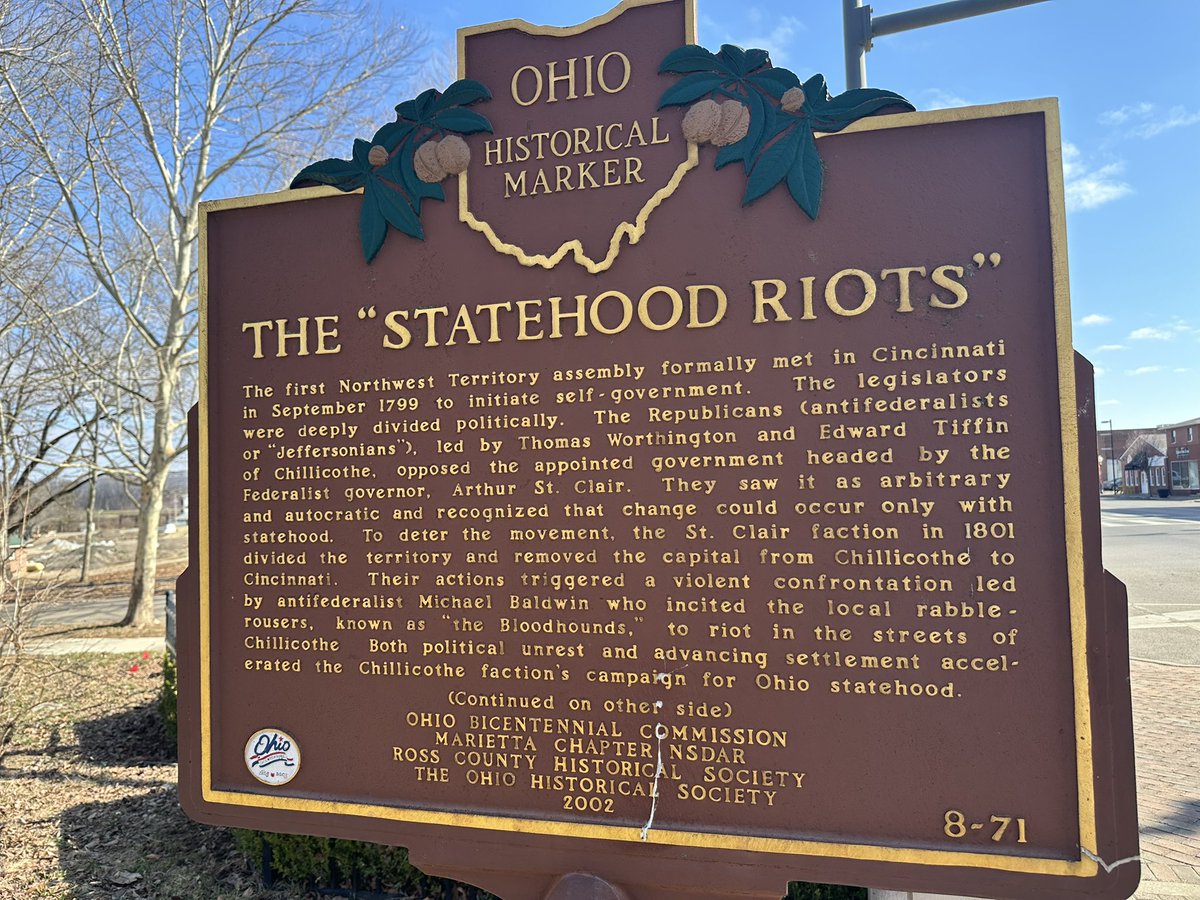 OHIO
HISTORICAL
MARKER
THE "STATEHOOD RIOTS"
The first Northwest Territory assembly formally met in Cincinnati
in September 1799 to initiate self-government. The legislators
were deeply divided politically. The Republicans (antifederalists
or "Jeffersonians"), led by Thomas Worthington and Edward Tiffin
of Chillicothe, opposed the appointed government headed by the
Federalist governor, Arthur St. Clair. They saw it as arbitrary
and autocratic and recognized that change could occur only with
statehood. To deter the movement, the St. Clair faction in 1801
divided the territory and removed the capital from Chillicothe to
Cincinnati. Their actions triggered a violent confrontation led
by antifederalist Michael Baldwin who incited the local rabble-
rousers, known as "the Bloodhounds," to riot in the streets of
Chillicothe Both political unrest and advancing settlement accel-
erated the Chillicothe faction's campaign for Ohio statehood.
(Continued on other side)
OHIO BICENTENNIAL COMMISSION
MARIETTA CHAPTER NSDAR
ROSS COUNTY HISTORICAL SOCIETY
THE OHIO HISTORICAL SOCIETY
2002
8-71
Ohio